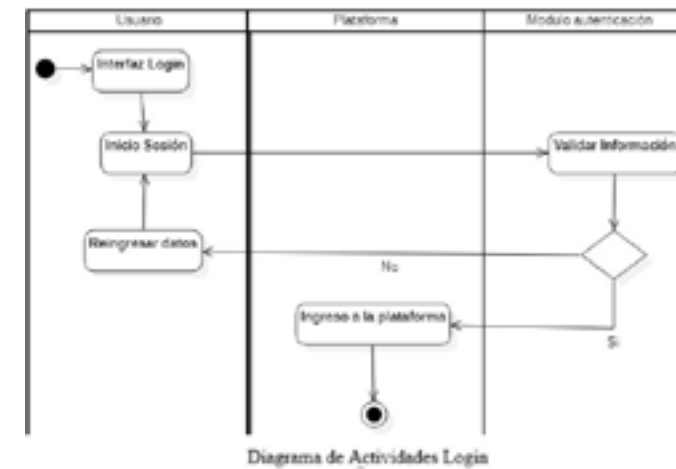 Usuario
Plataforma
Modulo autenticación
Interfaz Login
Inicio Sesión
Validar Información
Reingresar datos
No
Ingreso a la plataforma
Si
Diagrama de Actividades Login